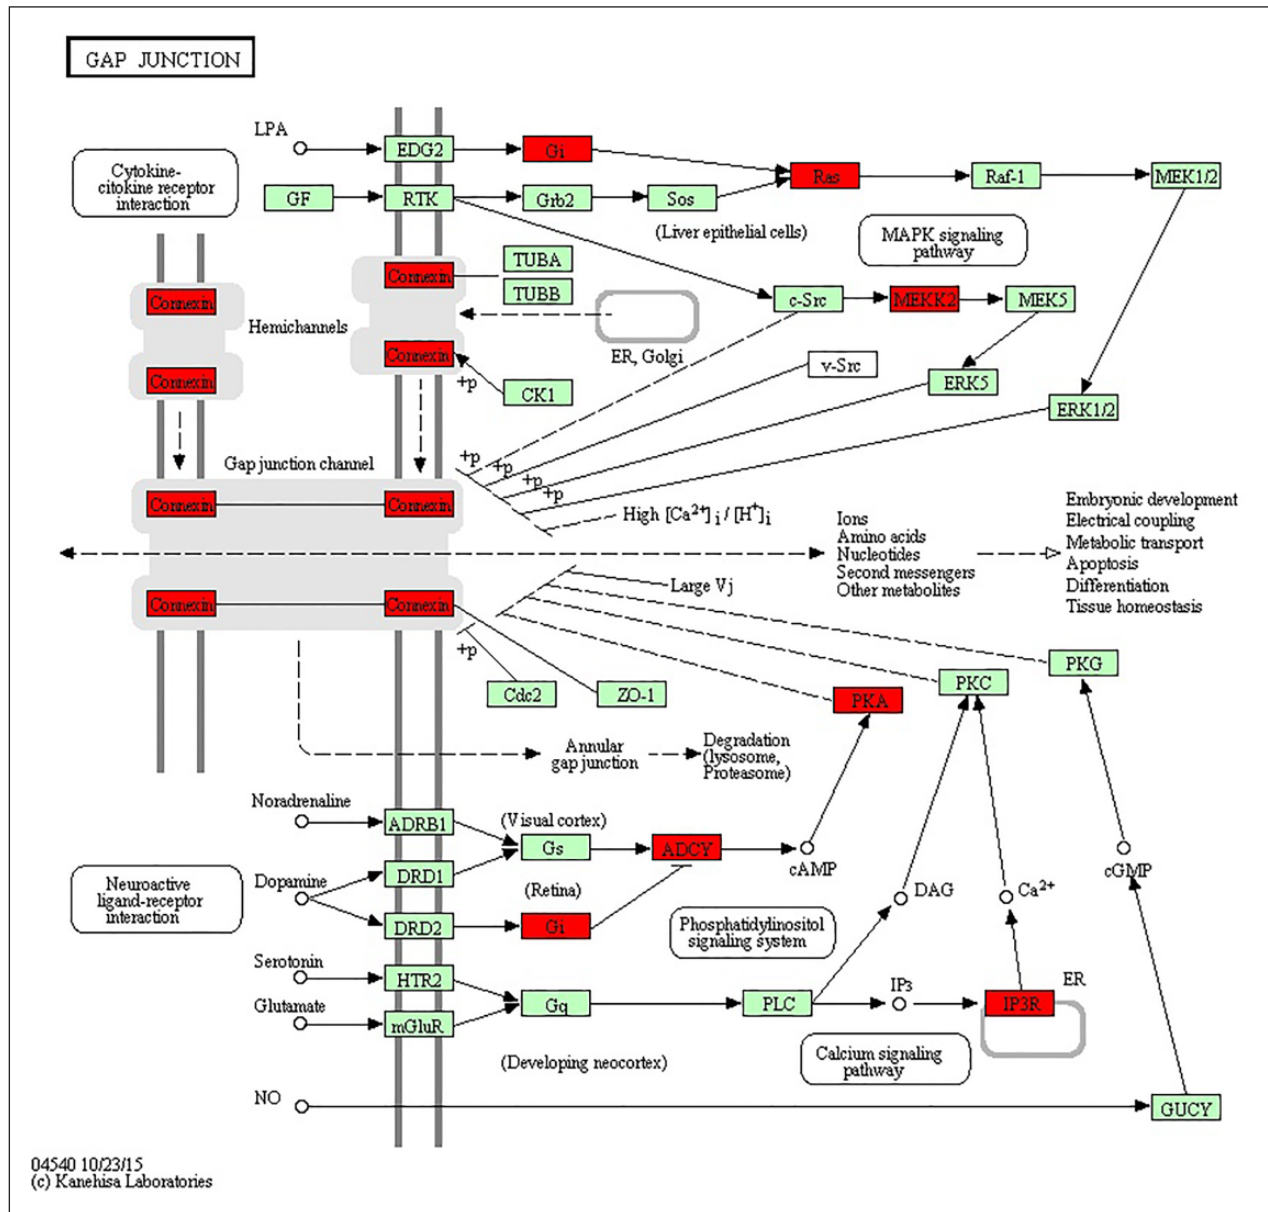 GAP JUNCTION
LPA
EDG2
Gi
Cytokine-
citokine receptor
interaction
GF
RTK
Grb2
Sos
Ras
Raf-1
MEK1/2
(Liver epithelial cells)
MAPK signaling
pathway
Connexin
TUBA
TUBB
Connexin
Hemichannels
c-Src
MEKK2
MEK5
Connexin
Connexin
ER, Golgi
v-Src
+p
CK1
ERK5
ERK1/2
Gap junction channel
+p
+p
+p
+p
Connexin
Connexin
High [Ca2+]i / [H+]i
Ions
Amino acids
Nucleotides
Second messengers
Other metabolites
Embryonic development
Electrical coupling
Metabolic transport
Apoptosis
Differentiation
Tissue homeostasis
Large Vj
Connexin
Connexin
+p
Cdc2
ZO-1
PKA
PKC
PKG
Annular
gap junction
Degradation
(lysosome,
Proteasome)
Noradrenaline
ADRB1
(Visual cortex)
Gs
ADCY
cAMP
cGMP
Neuroactive
ligand-receptor
interaction
Dopamine
DRD1
(Retina)
DRD2
Gi
Phosphatidylinositol
signaling system
DAG
Ca2+
Serotonin
HTR2
Glutamate
mGluR
Gq
PLC
IP3
IP3R
ER
(Developing neocortex)
Calcium signaling
pathway
NO
GUCY
04540 10/23/15
(c) Kanehisa Laboratories